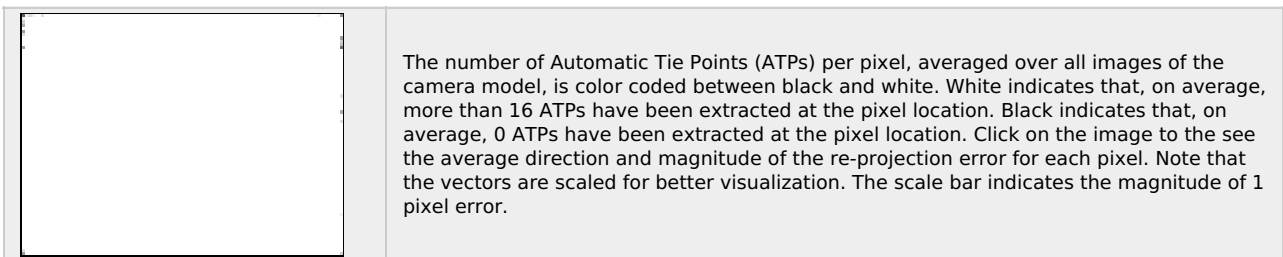 The number of Automatic Tie Points (ATPs) per pixel, averaged over all images of the
camera model, is color coded between black and white. White indicates that, on average,
more than 16 ATPs have been extracted at the pixel location. Black indicates that, on
average, 0 ATPs have been extracted at the pixel location. Click on the image to the see
the average direction and magnitude of the re-projection error for each pixel. Note that
the vectors are scaled for better visualization. The scale bar indicates the magnitude of 1
pixel error.